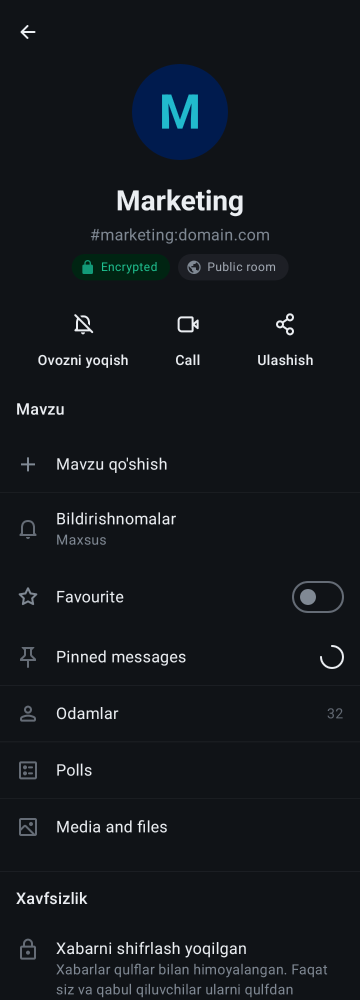 M
Marketing
#marketing:domain.com
Encrypted
Public room
Ovozni yoqish
Call
Ulashish
Mavzu
Mavzu qo'shish
Bildirishnomalar
Maxsus
Favourite
Pinned messages
Odamlar
32
Polls
Media and files
Xavfsizlik
Xabarni shifrlash yoqilgan
Xabarlar qulflar bilan himoyalangan. Faqat
siz va qabul qiluvchilar ularni qulfdan